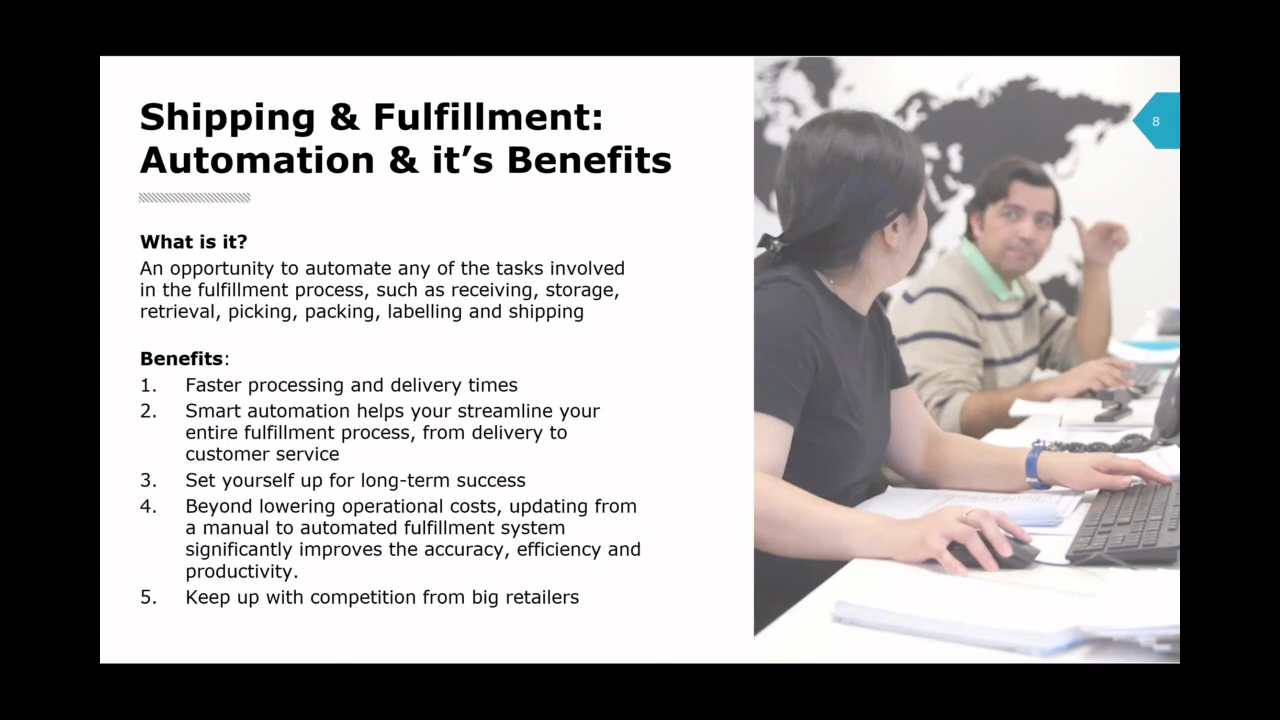 Shipping & Fulfillment:
Automation & it’s Benefits
8
What is it?
An opportunity to automate any of the tasks involved
in the fulfillment process, such as receiving, storage,
retrieval, picking, packing, labelling and shipping
Benefits:
1. Faster processing and delivery times
2. Smart automation helps your streamline your
entire fulfillment process, from delivery to
customer service
3. Set yourself up for long-term success
4. Beyond lowering operational costs, updating from
a manual to automated fulfillment system
significantly improves the accuracy, efficiency and
productivity.
5. Keep up with competition from big retailers